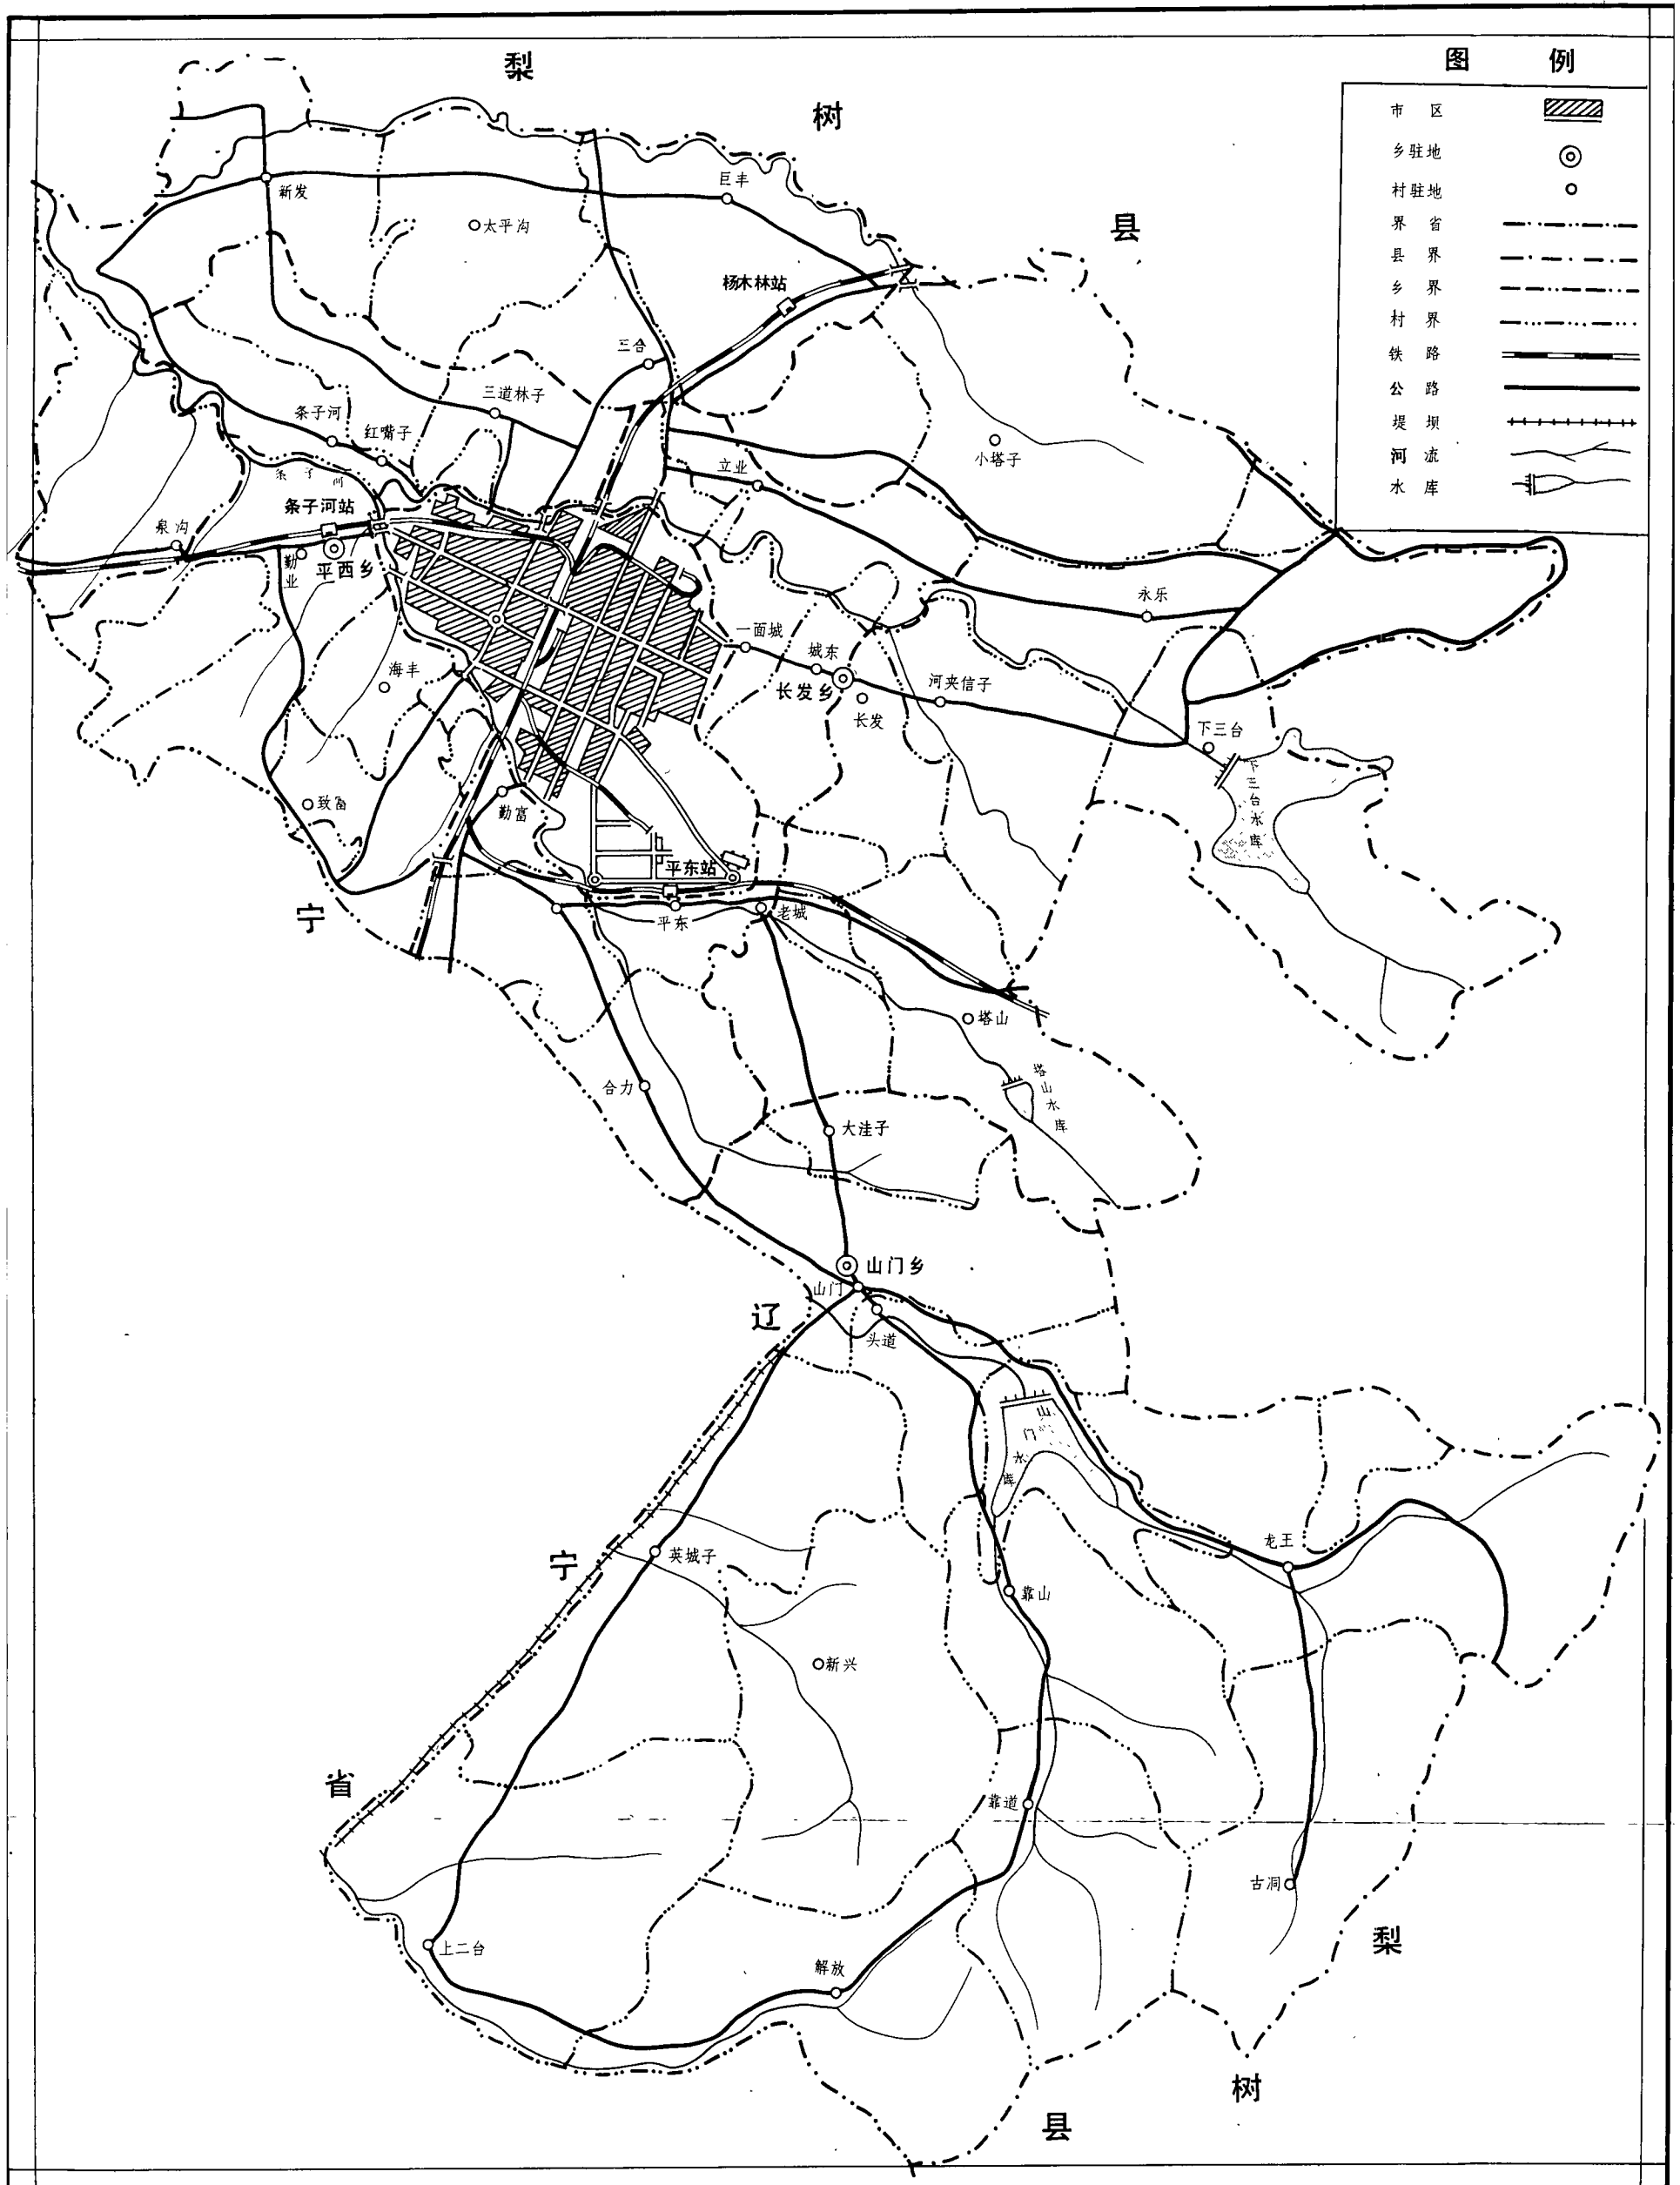 梨
树
县
图 例
市 区
乡驻地
村驻地
界 省
县 界
乡 界
村 界
铁 路
公 路
堤 坝
河 流
水 库
新发
太平沟
巨丰
杨木林站
三合
三道林子
条子河
红嘴子
条子河
小塔子
立业
条子河站
泉沟
勤业
平西乡
永乐
一面城
城东
长发乡
长发
河夹信子
海丰
下三台
下三台水库
致富
勤富
平东站
宁
平东
老城
塔山
塔山水库
合力
大洼子
山门乡
山门
辽
头道
山门水库
龙王
宁
英城子
靠山
新兴
省
靠道
古洞
上二台
解放
梨
树
县